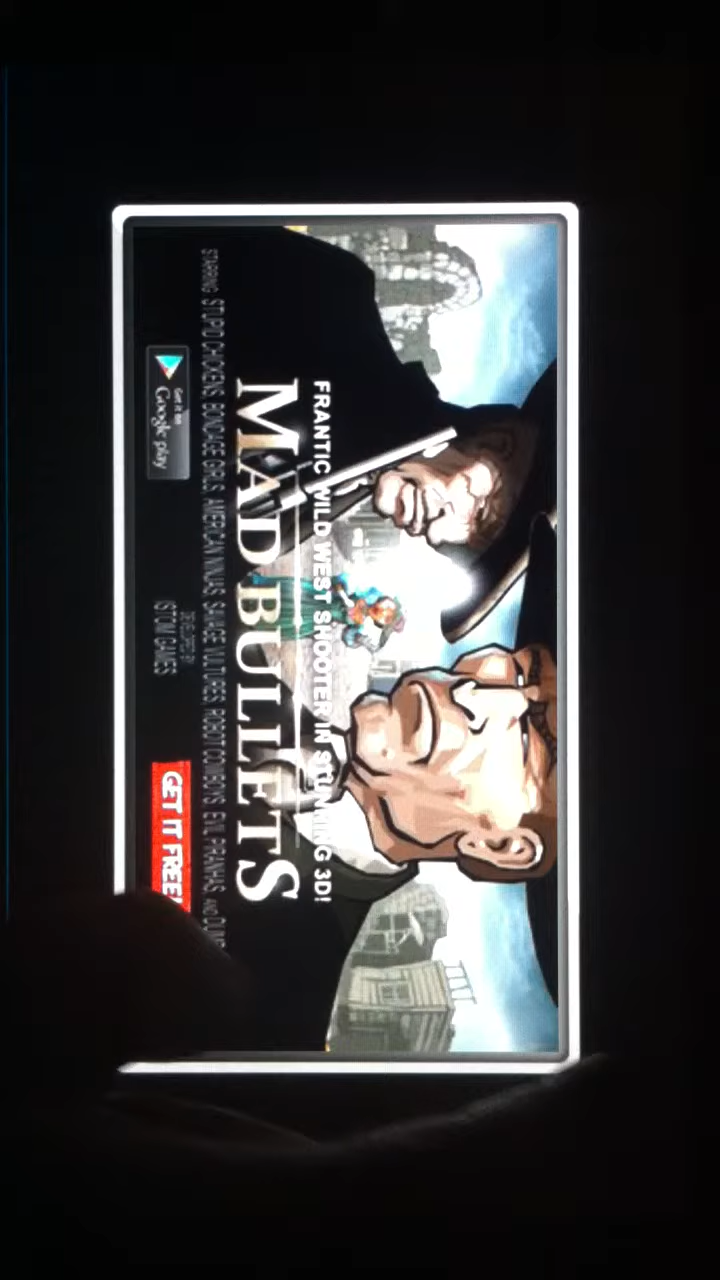 FRANTIC WILD WEST SHOOTER IN STUNNING 3D!
MAD BULLETS
STARRING STUPID CHICKENS, BONDAGE GIRLS, AMERICAN NINJAS, SAVAGE VULTURES, ROBOT COWBOYS, EVIL PIRANHAS, AND
Get it on
Google play
DEVELOPED BY
ISTOM GAMES
GET IT FREE!